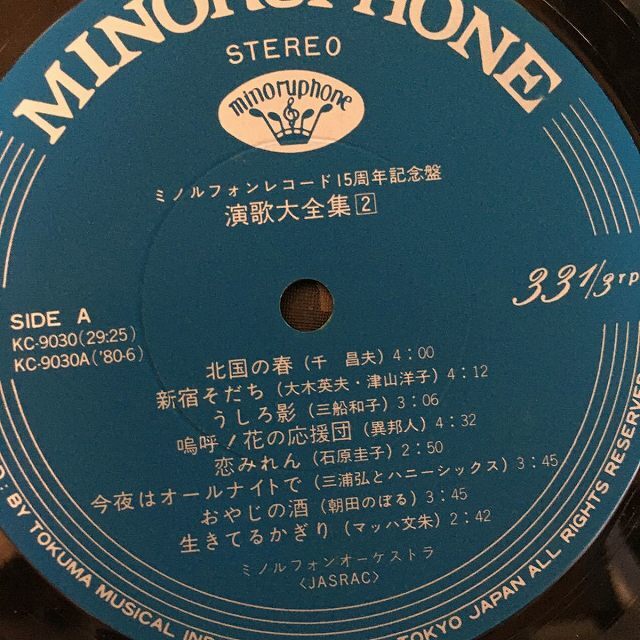 MINORUPHONE
STEREO
minoruphone
ミノルフォンレコード15周年記念盤
演歌大全集2
33 1/3 rp
SIDE A
KC-9030(29:25)
KC-9030A('80-6)
北国の春(千 昌夫)4:00
新宿そだち(大木英夫・津山洋子)4:12
うしろ影(三船和子)3:06
嗚呼!花の応援団(異邦人)4:32
恋みれん(石原圭子)2:50
今夜はオールナイトで(三浦弘とハニーシックス)3:45
おやじの酒(朝田のぼる)3:45
生きてるかぎり(マッハ文朱)2:42
ミノルフォンオーケストラ
〈JASRAC〉
D: BY TOKUMA MUSICAL IND TOKYO JAPAN ALL RIGHTS RESERVE